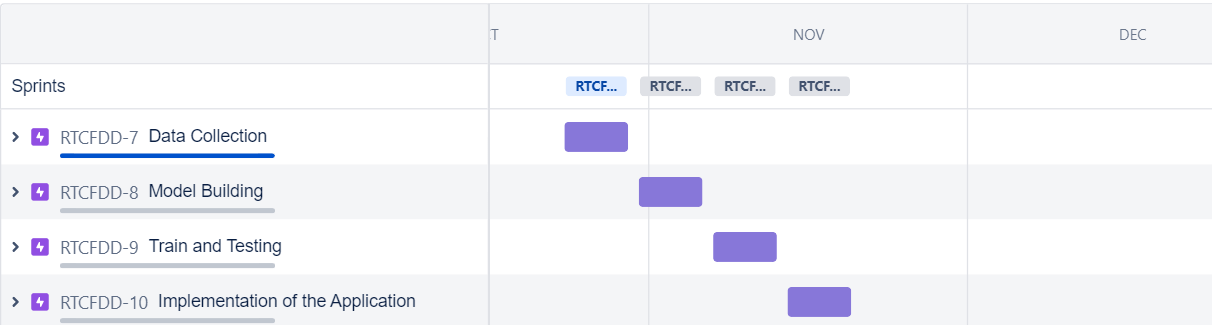 T NOV DEC
Sprints RTCF... RTCF... RTCF... RTCF...
RTCFDD-7 Data Collection
RTCFDD-8 Model Building
RTCFDD-9 Train and Testing
RTCFDD-10 Implementation of the Application